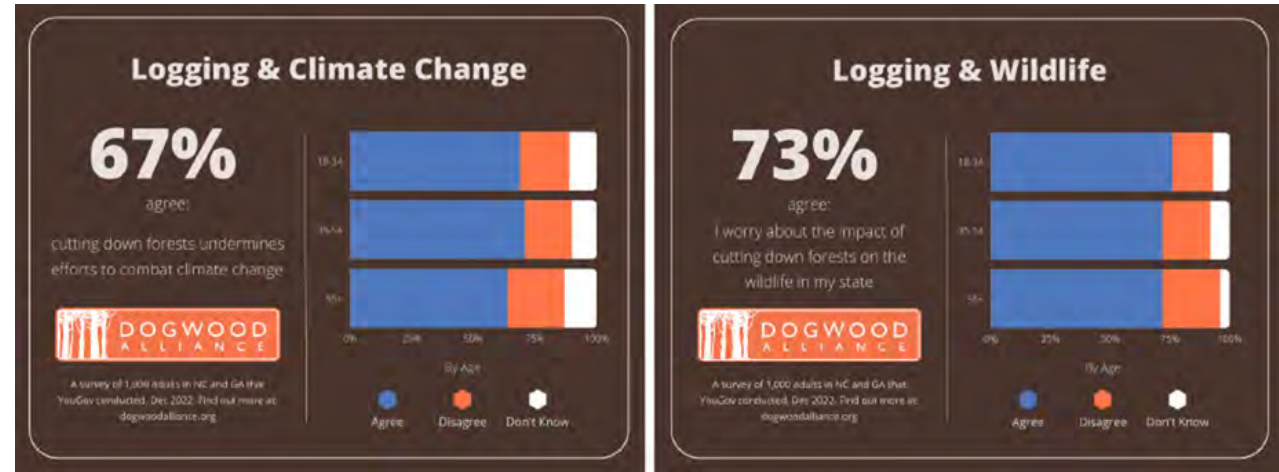 Logging & Climate Change
67%
agree:
cutting down forests undermines
efforts to combat climate change
DOGWOOD
ALLIANCE
A survey of 1,000 adults in NC and GA that
YouGov conducted, Dec 2022. Find out more at:
dogwoodalliance.org
18-34
35-54
55+
0% 25% 50% 75% 100%
By Age
Agree Disagree Don't Know
Logging & Wildlife
73%
agree:
I worry about the impact of
cutting down forests on the
wildlife in my state
DOGWOOD
ALLIANCE
A survey of 1,000 adults in NC and GA that
YouGov conducted, Dec 2022. Find out more at:
dogwoodalliance.org
18-34
35-54
55+
0% 25% 50% 75% 100%
By Age
Agree Disagree Don't Know